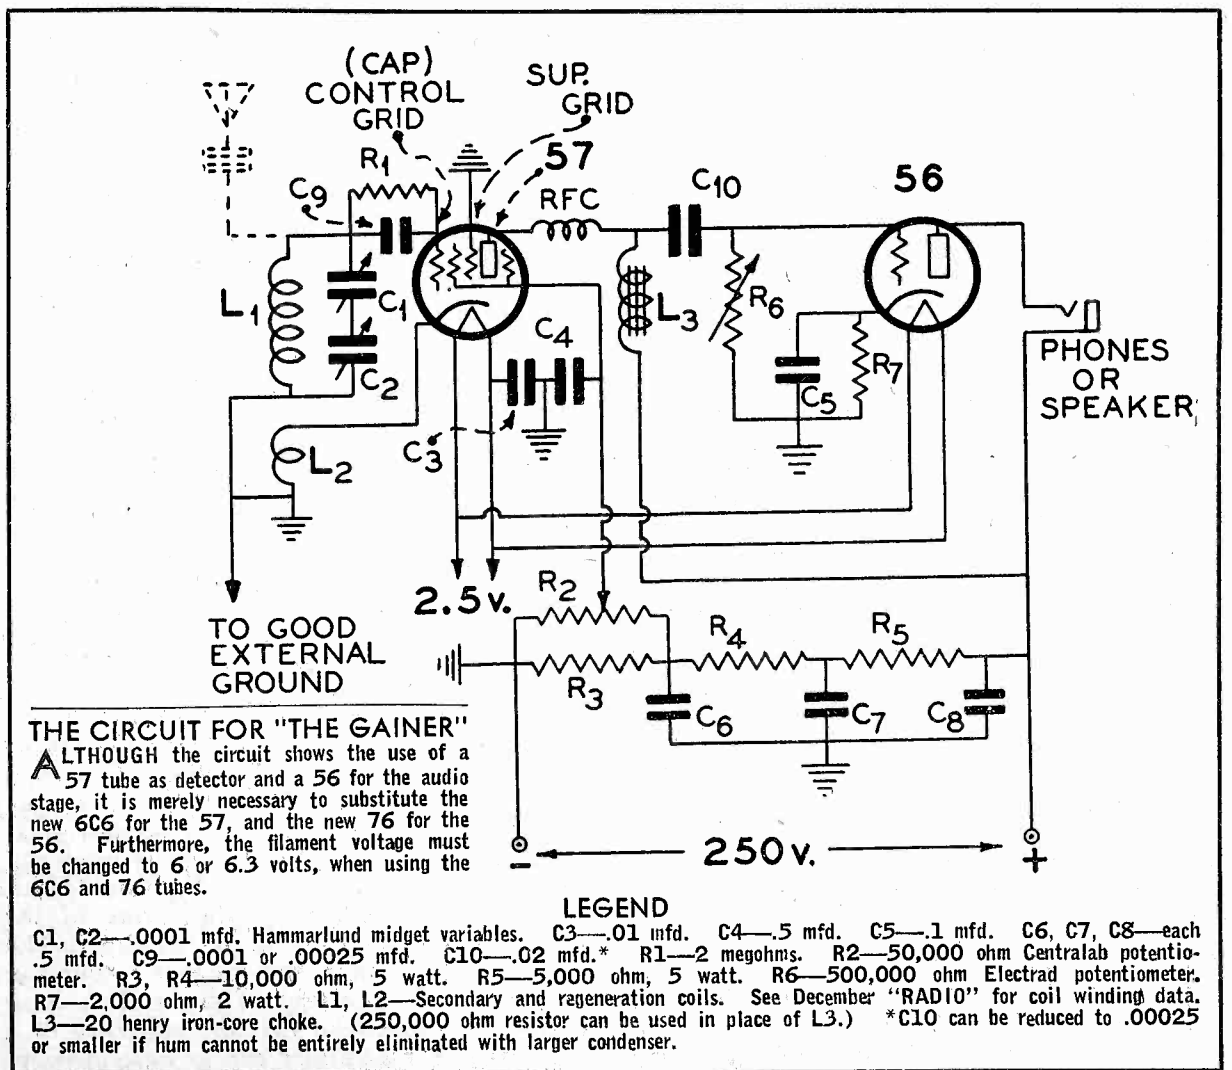 (CAP)
CONTROL
GRID
SUP.
GRID
57
R1
C9
RFC
C10
56
L1
C1
C2
C4
L3
R6
R7
C5
C3
L2
PHONES
OR
SPEAKER
2.5 v.
TO GOOD
EXTERNAL
GROUND
R2
R3
R4
R5
C6
C7
C8
- 250 v. +
THE CIRCUIT FOR "THE GAINER"
ALTHOUGH the circuit shows the use of a
57 tube as detector and a 56 for the audio
stage, it is merely necessary to substitute the
new 6C6 for the 57, and the new 76 for the
56. Furthermore, the filament voltage must
be changed to 6 or 6.3 volts, when using the
6C6 and 76 tubes.
LEGEND
C1, C2—.0001 mfd. Hammarlund midget variables. C3—.01 mfd. C4—.5 mfd. C5—.1 mfd. C6, C7, C8—each
.5 mfd. C9—.0001 or .00025 mfd. C10—.02 mfd.* R1—2 megohms. R2—50,000 ohm Centralab potentio-
meter. R3, R4—10,000 ohm, 5 watt. R5—5,000 ohm, 5 watt. R6—500,000 ohm Electrad potentiometer.
R7—2,000 ohm, 2 watt. L1, L2—Secondary and regeneration coils. See December "RADIO" for coil winding data.
L3—20 henry iron-core choke. (250,000 ohm resistor can be used in place of L3.) *C10 can be reduced to .00025
or smaller if hum cannot be entirely eliminated with larger condenser.